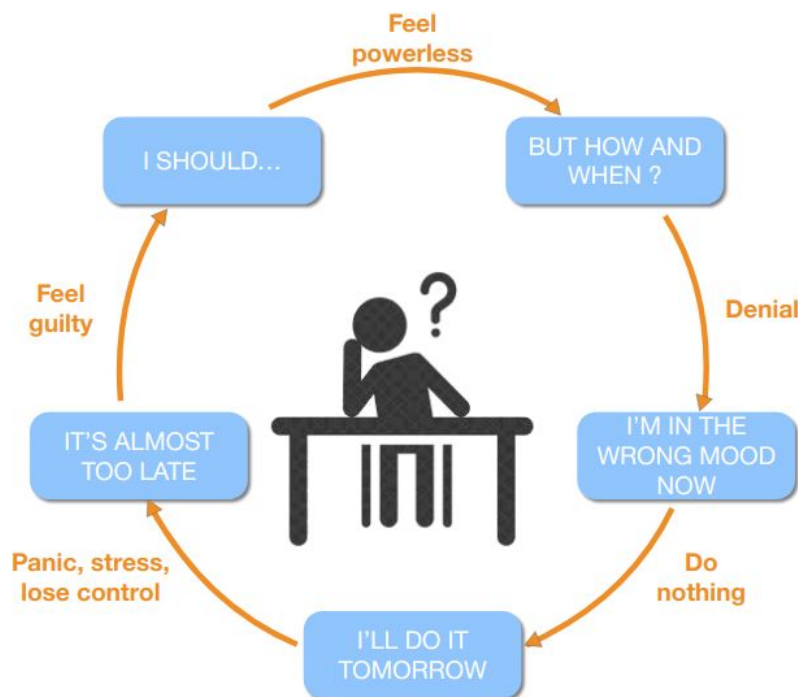 Feel
powerless
I SHOULD...
BUT HOW AND
WHEN ?
Denial
I'M IN THE
WRONG MOOD
NOW
Do
nothing
I'LL DO IT
TOMORROW
Panic, stress,
lose control
IT'S ALMOST
TOO LATE
Feel
guilty
?